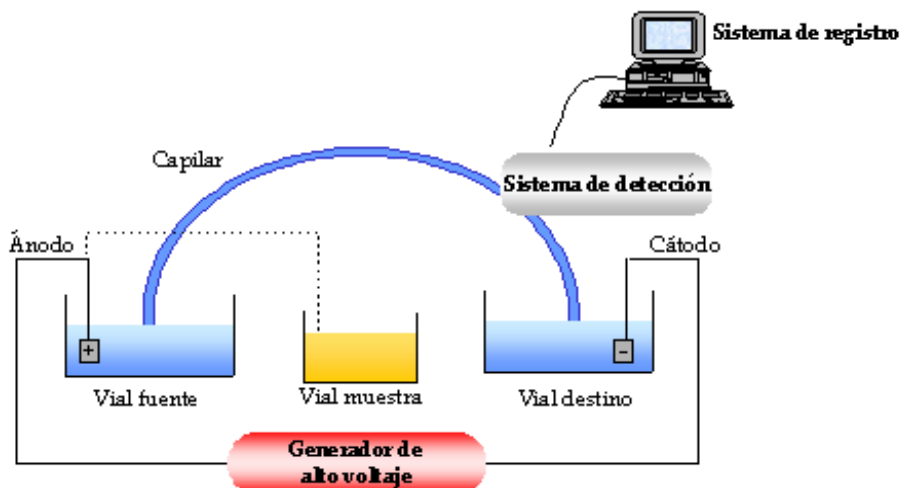 Sistema de registro
Capilar
Sistema de detección
Ánodo
Cátodo
+
-
Vial fuente
Vial muestra
Vial destino
Generador de
alto voltaje